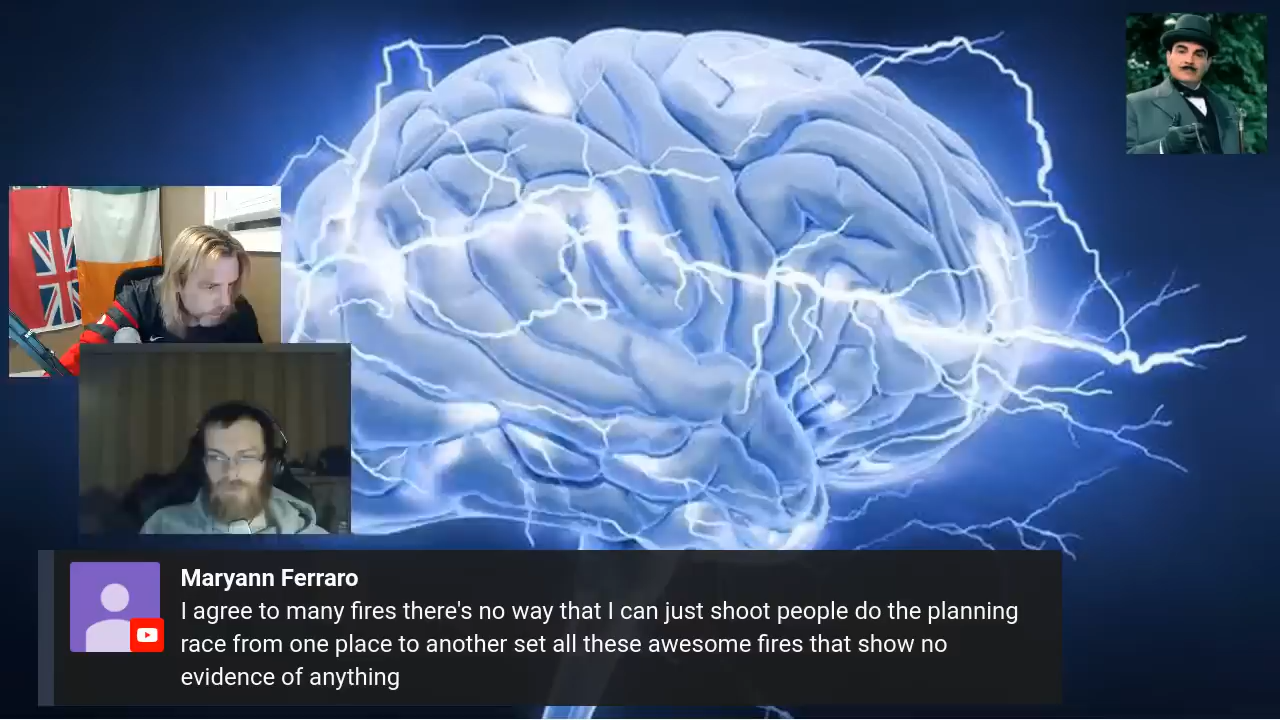 Maryann Ferraro
I agree to many fires there's no way that I can just shoot people do the planning
race from one place to another set all these awesome fires that show no
evidence of anything